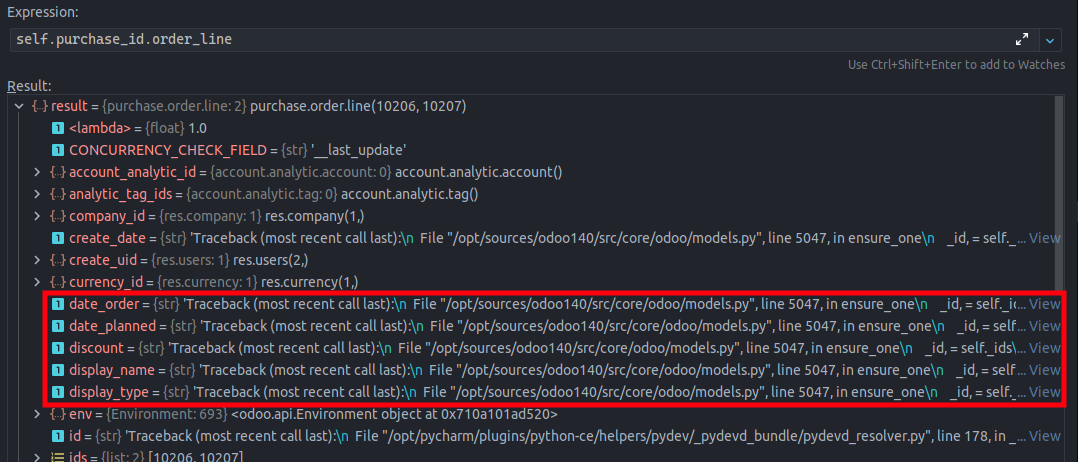 Expression:
self.purchase_id.order_line
Use Ctrl+Shift+Enter to add to Watches
Result:
{..} result = {purchase.order.line: 2} purchase.order.line(10206, 10207)
1 <lambda> = {float} 1.0
1 CONCURRENCY_CHECK_FIELD = {str} '__last_update'
{..} account_analytic_id = {account.analytic.account: 0} account.analytic.account()
{..} analytic_tag_ids = {account.analytic.tag: 0} account.analytic.tag()
{..} company_id = {res.company: 1} res.company(1,)
1 create_date = {str} 'Traceback (most recent call last):\n File "/opt/sources/odoo140/src/core/odoo/models.py", line 5047, in ensure_one\n _id, = self._... View
{..} create_uid = {res.users: 1} res.users(2,)
{..} currency_id = {res.currency: 1} res.currency(1,)
1 date_order = {str} 'Traceback (most recent call last):\n File "/opt/sources/odoo140/src/core/odoo/models.py", line 5047, in ensure_one\n _id, = self._ic... View
1 date_planned = {str} 'Traceback (most recent call last):\n File "/opt/sources/odoo140/src/core/odoo/models.py", line 5047, in ensure_one\n _id, = self... View
1 discount = {str} 'Traceback (most recent call last):\n File "/opt/sources/odoo140/src/core/odoo/models.py", line 5047, in ensure_one\n _id, = self._ids\... View
1 display_name = {str} 'Traceback (most recent call last):\n File "/opt/sources/odoo140/src/core/odoo/models.py", line 5047, in ensure_one\n _id, = self... View
1 display_type = {str} 'Traceback (most recent call last):\n File "/opt/sources/odoo140/src/core/odoo/models.py", line 5047, in ensure_one\n _id, = self._... View
{..} env = {Environment: 693} <odoo.api.Environment object at 0x710a101ad520>
1 id = {str} 'Traceback (most recent call last):\n File "/opt/pycharm/plugins/python-ce/helpers/pydev/_pydevd_bundle/pydevd_resolver.py", line 178, in _... View
ids = {list: 2} [10206, 10207]